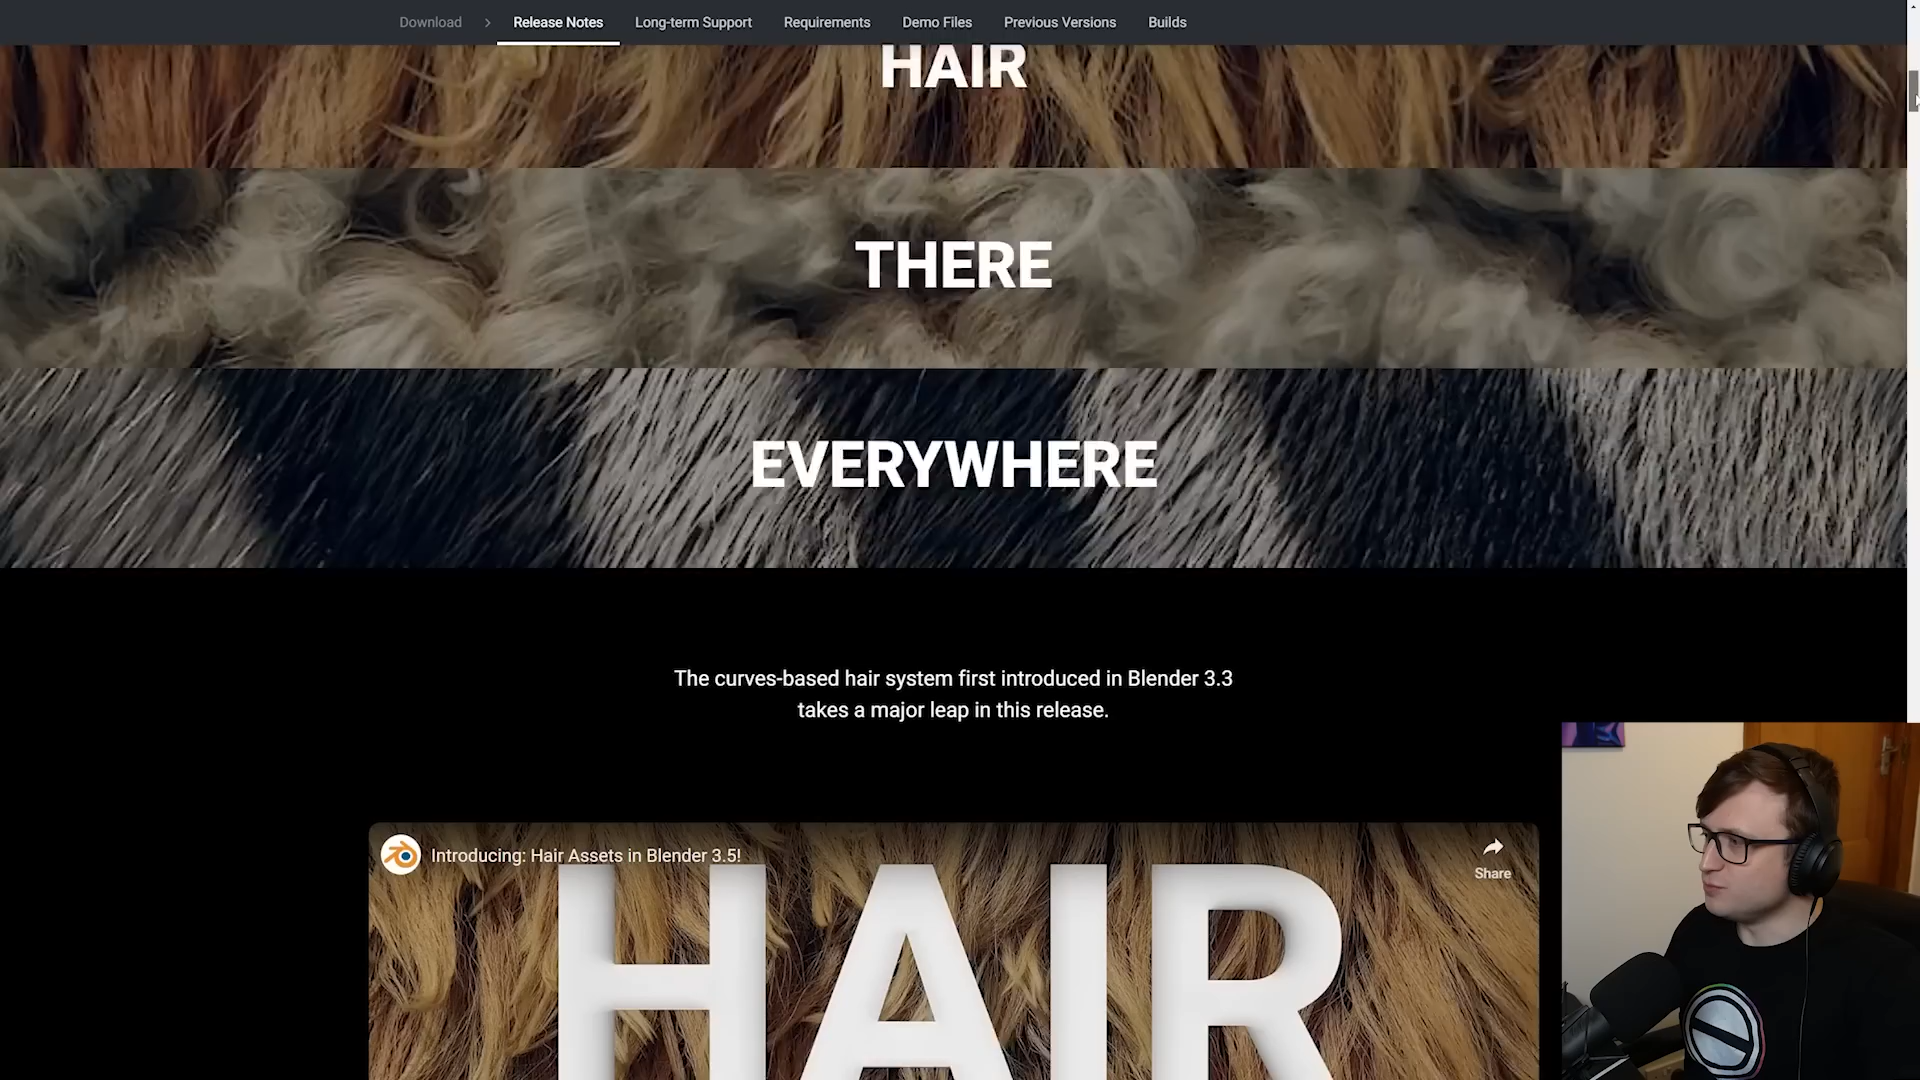 Download > Release Notes Long-term Support Requirements Demo Files Previous Versions Builds
HAIR
THERE
EVERYWHERE
The curves-based hair system first introduced in Blender 3.3
takes a major leap in this release.
Introducing: Hair Assets in Blender 3.5!
Share
HAIR